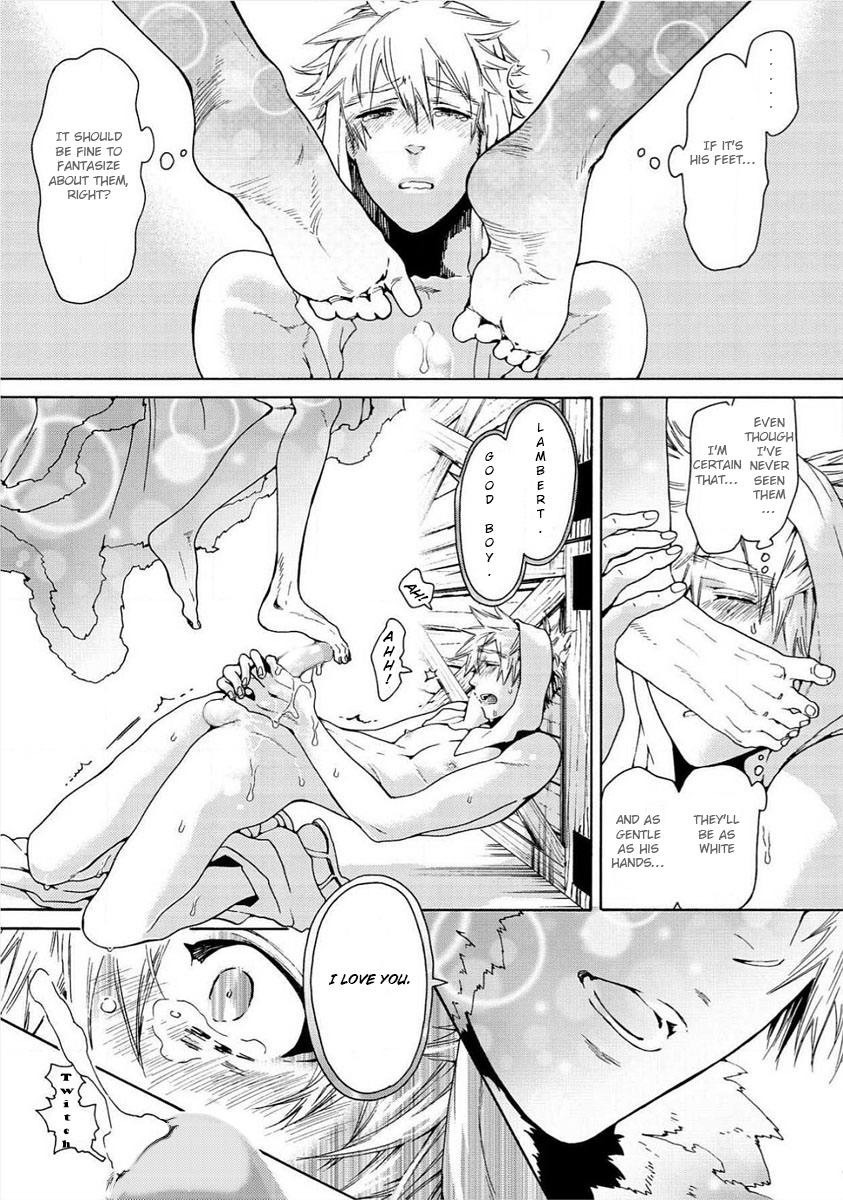 . . . .
IF IT'S
HIS FEET...
IT SHOULD
BE FINE TO
FANTASIZE
ABOUT THEM,
RIGHT?
EVEN
THOUGH
I'VE
NEVER
SEEN
THEM
...
I'M
CERTAIN
THAT...
THEY'LL
BE AS
WHITE
AND AS
GENTLE
AS HIS
HANDS...
LAMBERT.
GOOD BOY.
AH!
AHH!
I LOVE YOU.
Twitch